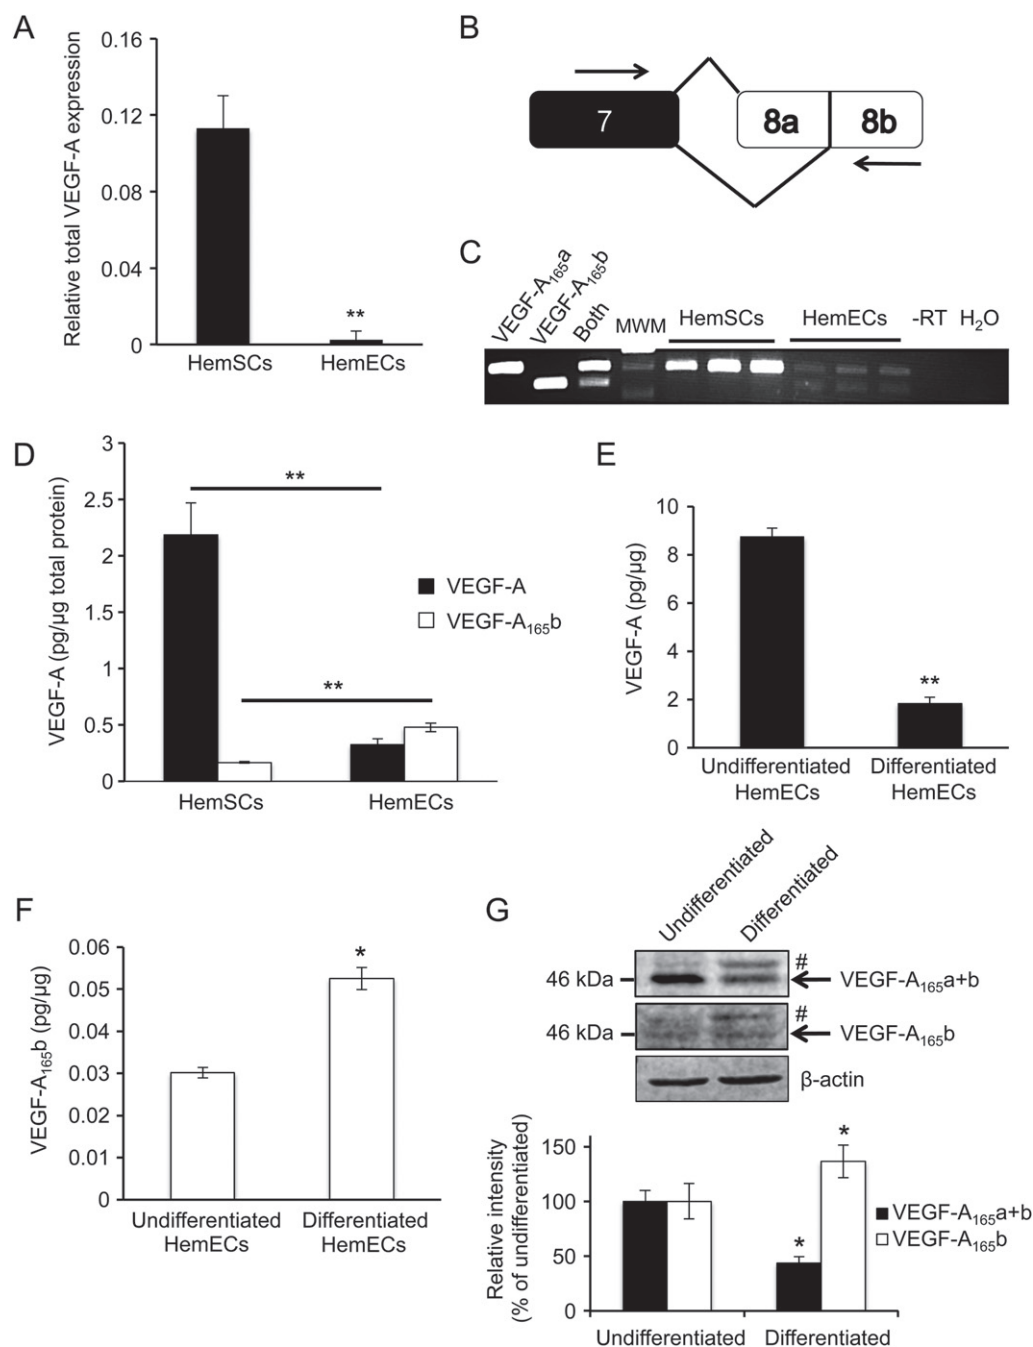 A
Relative total VEGF-A expression
0.16
0.12
0.08
0.04
0
**
HemSCs HemECs
B
7 8a 8b
C
VEGF-A165a
VEGF-A165b
Both
MWM
HemSCs
HemECs
-RT
H2O
D
VEGF-A (pg/µg total protein)
3
2.5
2
1.5
1
0.5
0
**
**
VEGF-A
VEGF-A165b
HemSCs HemECs
E
VEGF-A (pg/µg)
10
8
6
4
2
0
**
Undifferentiated Differentiated
HemECs HemECs
F
VEGF-A165b (pg/µg)
0.06
0.05
0.04
0.03
0.02
0.01
0
*
Undifferentiated Differentiated
HemECs HemECs
G
Undifferentiated
Differentiated
#
46 kDa VEGF-A165a+b
#
46 kDa VEGF-A165b
β-actin
Relative intensity
(% of undifferentiated)
150
100
50
0
*
*
VEGF-A165a+b
VEGF-A165b
Undifferentiated Differentiated